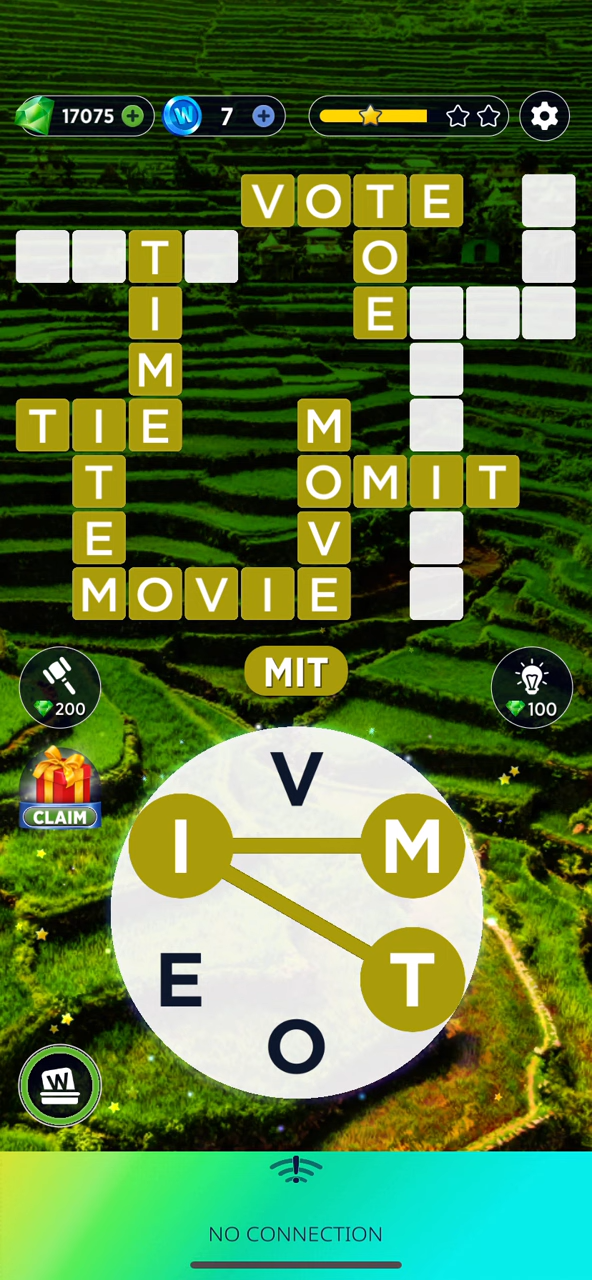 17075
7
VOTE
T O
I E
M
TIE M
T OMIT
E V
MOVIE
MIT
200
100
CLAIM
V
I M
E T
O
W
NO CONNECTION